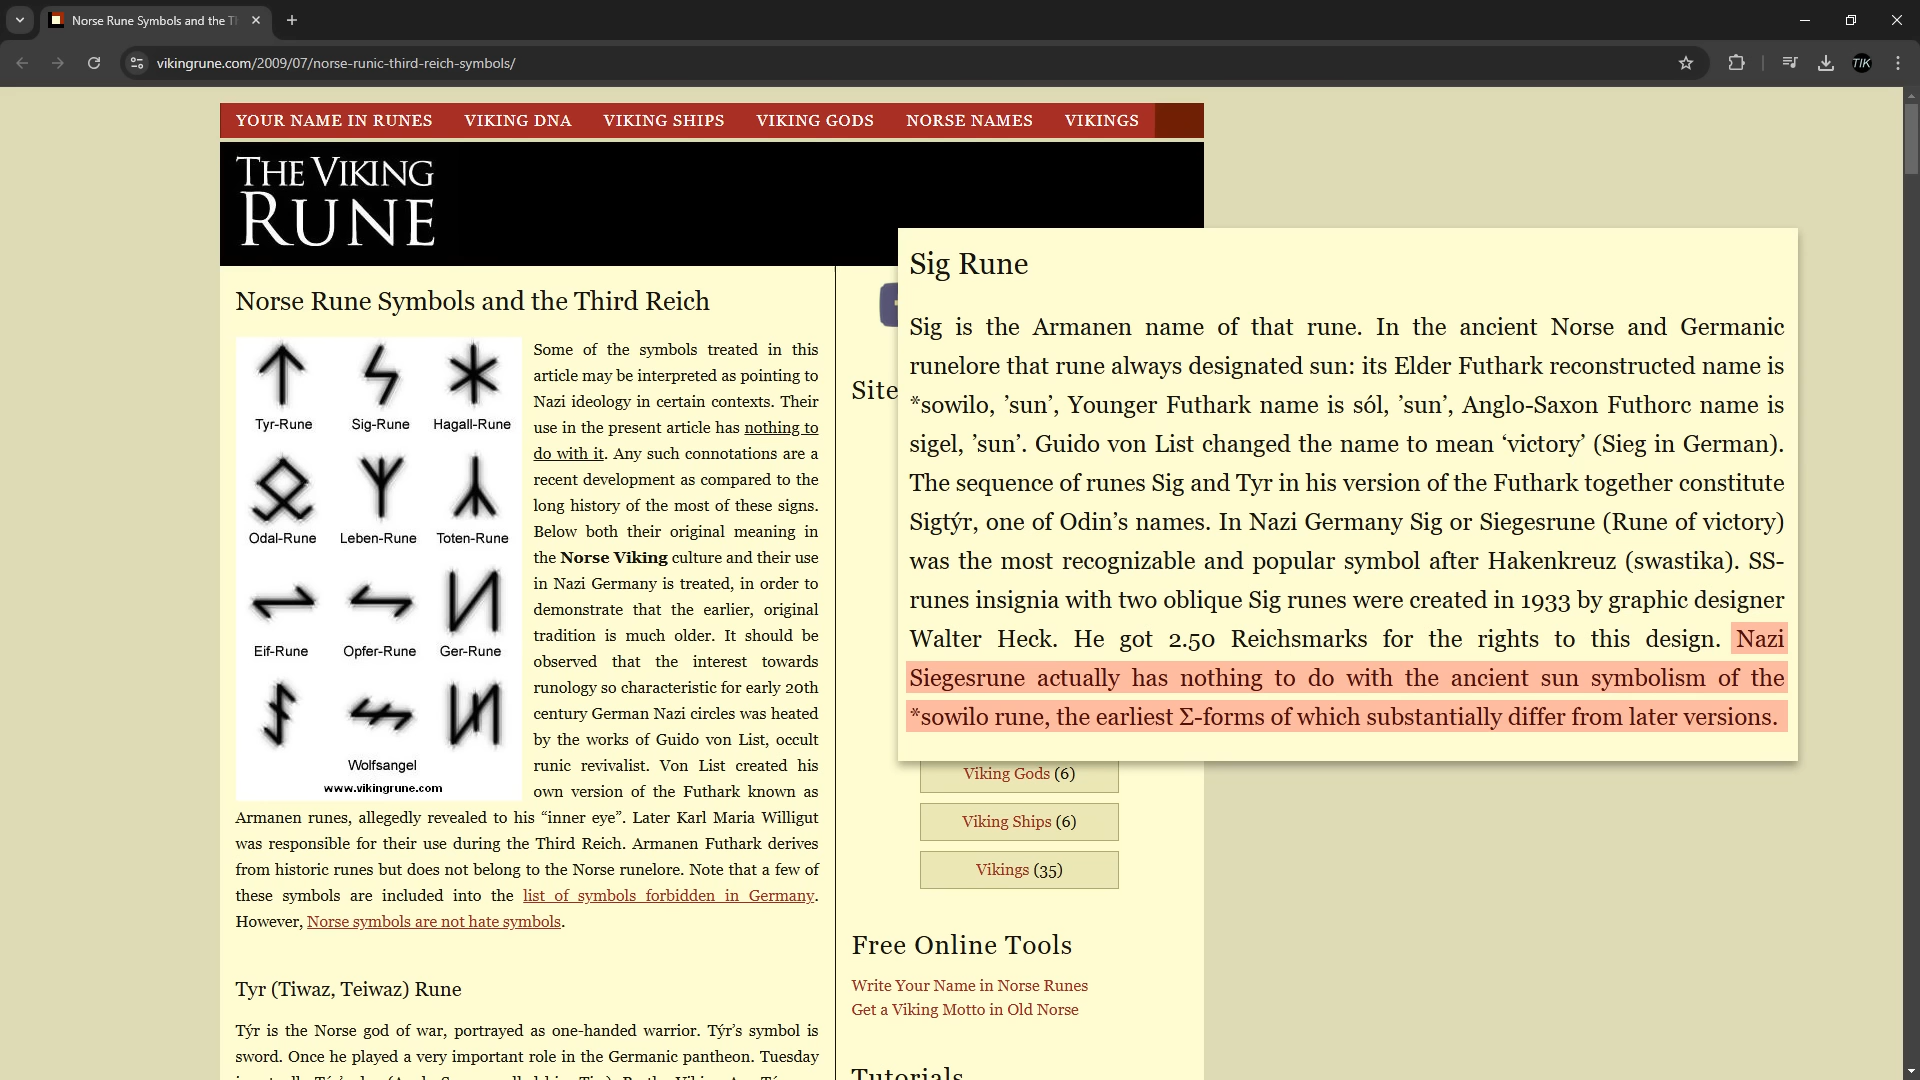 Norse Rune Symbols and the T
vikingrune.com/2009/07/norse-runic-third-reich-symbols/
TIK
YOUR NAME IN RUNES VIKING DNA VIKING SHIPS VIKING GODS NORSE NAMES VIKINGS
THE VIKING
RUNE
Norse Rune Symbols and the Third Reich
Tyr-Rune Sig-Rune Hagall-Rune
Odal-Rune Leben-Rune Toten-Rune
Eif-Rune Opfer-Rune Ger-Rune
Wolfsangel
www.vikingrune.com
Some of the symbols treated in this
article may be interpreted as pointing to
Nazi ideology in certain contexts. Their
use in the present article has nothing to
do with it. Any such connotations are a
recent development as compared to the
long history of the most of these signs.
Below both their original meaning in
the Norse Viking culture and their use
in Nazi Germany is treated, in order to
demonstrate that the earlier, original
tradition is much older. It should be
observed that the interest towards
runology so characteristic for early 20th
century German Nazi circles was heated
by the works of Guido von List, occult
runic revivalist. Von List created his
own version of the Futhark known as
Armanen runes, allegedly revealed to his “inner eye”. Later Karl Maria Willigut
was responsible for their use during the Third Reich. Armanen Futhark derives
from historic runes but does not belong to the Norse runelore. Note that a few of
these symbols are included into the list of symbols forbidden in Germany.
However, Norse symbols are not hate symbols.
Tyr (Tiwaz, Teiwaz) Rune
Týr is the Norse god of war, portrayed as one-handed warrior. Týr’s symbol is
sword. Once he played a very important role in the Germanic pantheon. Tuesday
Site
Sig Rune
Sig is the Armanen name of that rune. In the ancient Norse and Germanic
runelore that rune always designated sun: its Elder Futhark reconstructed name is
*sowilo, ’sun’, Younger Futhark name is sól, ’sun’, Anglo-Saxon Futhorc name is
sigel, ’sun’. Guido von List changed the name to mean ‘victory’ (Sieg in German).
The sequence of runes Sig and Tyr in his version of the Futhark together constitute
Sigtýr, one of Odin’s names. In Nazi Germany Sig or Siegesrune (Rune of victory)
was the most recognizable and popular symbol after Hakenkreuz (swastika). SS-
runes insignia with two oblique Sig runes were created in 1933 by graphic designer
Walter Heck. He got 2.50 Reichsmarks for the rights to this design. Nazi
Siegesrune actually has nothing to do with the ancient sun symbolism of the
*sowilo rune, the earliest Σ-forms of which substantially differ from later versions.
Viking Gods (6)
Viking Ships (6)
Vikings (35)
Free Online Tools
Write Your Name in Norse Runes
Get a Viking Motto in Old Norse
Tutorials